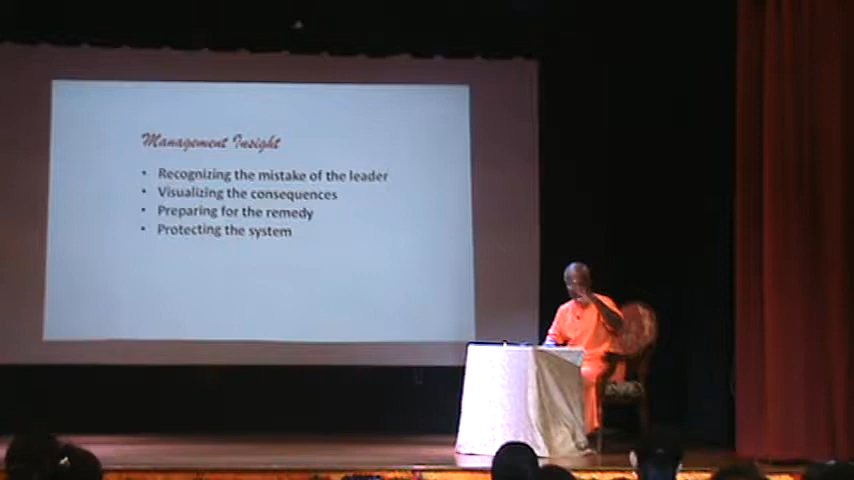 Management Insight
• Recognizing the mistake of the leader
• Visualizing the consequences
• Preparing for the remedy
• Protecting the system